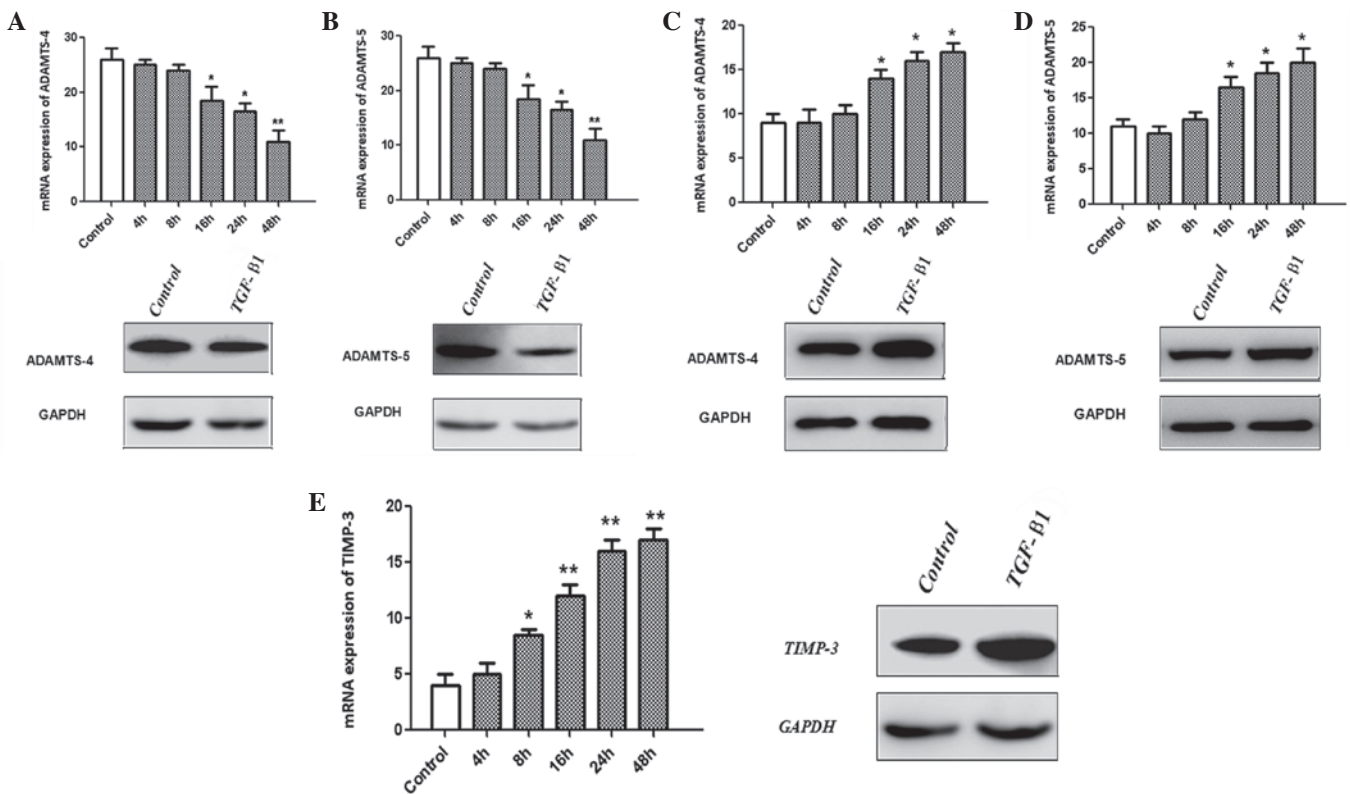 A
mRNA expression of ADAMTS-4
30
20
10
0
* * **
Control 4h 8h 16h 24h 48h
Control TGF- β1
ADAMTS-4
GAPDH
B
mRNA expression of ADAMTS-5
30
20
10
0
* * **
Control 4h 8h 16h 24h 48h
Control TGF- β1
ADAMTS-5
GAPDH
C
mRNA expression of ADAMTS-4
20
15
10
5
0
* * *
Control 4h 8h 16h 24h 48h
Control TGF- β1
ADAMTS-4
GAPDH
D
mRNA expression of ADAMTS-5
25
20
15
10
5
0
* * *
Control 4h 8h 16h 24h 48h
Control TGF- β1
ADAMTS-5
GAPDH
E
mRNA expression of TIMP-3
20
15
10
5
0
* ** ** **
Control 4h 8h 16h 24h 48h
Control TGF- β1
TIMP-3
GAPDH